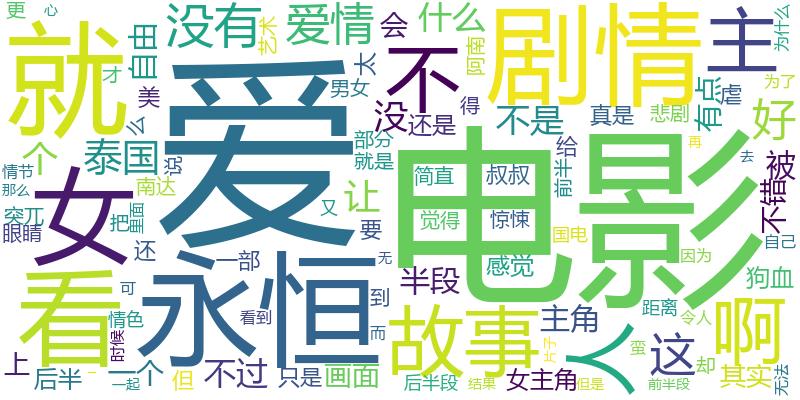 更
心
没有
爱情
会
什么
剧情
主
为什么
就
自由
艺术
太
阿南
不
爱
电影
美
男女
没
还是
得
不是
真是
悲剧
有点
虐
好
个
泰国
么
才
说
部分
就是
给
前半
再
去
不错
被
情节
那么
女
南达
简直
叔叔
突兀
把
里面
又
让
觉得
惊悚
国电
眼睛
还
要
自己
看
永恒
一部
无
感觉
因为
半段
狗血
可
到
情色
看到
而
故事
主角
距离
令人
啊
人
这
时候
片子
蛮
却
上
后半
一个
一
一起
但
不过
只是
画面
后半段
结果
女主角
但是
前半段
其实
无法
为了